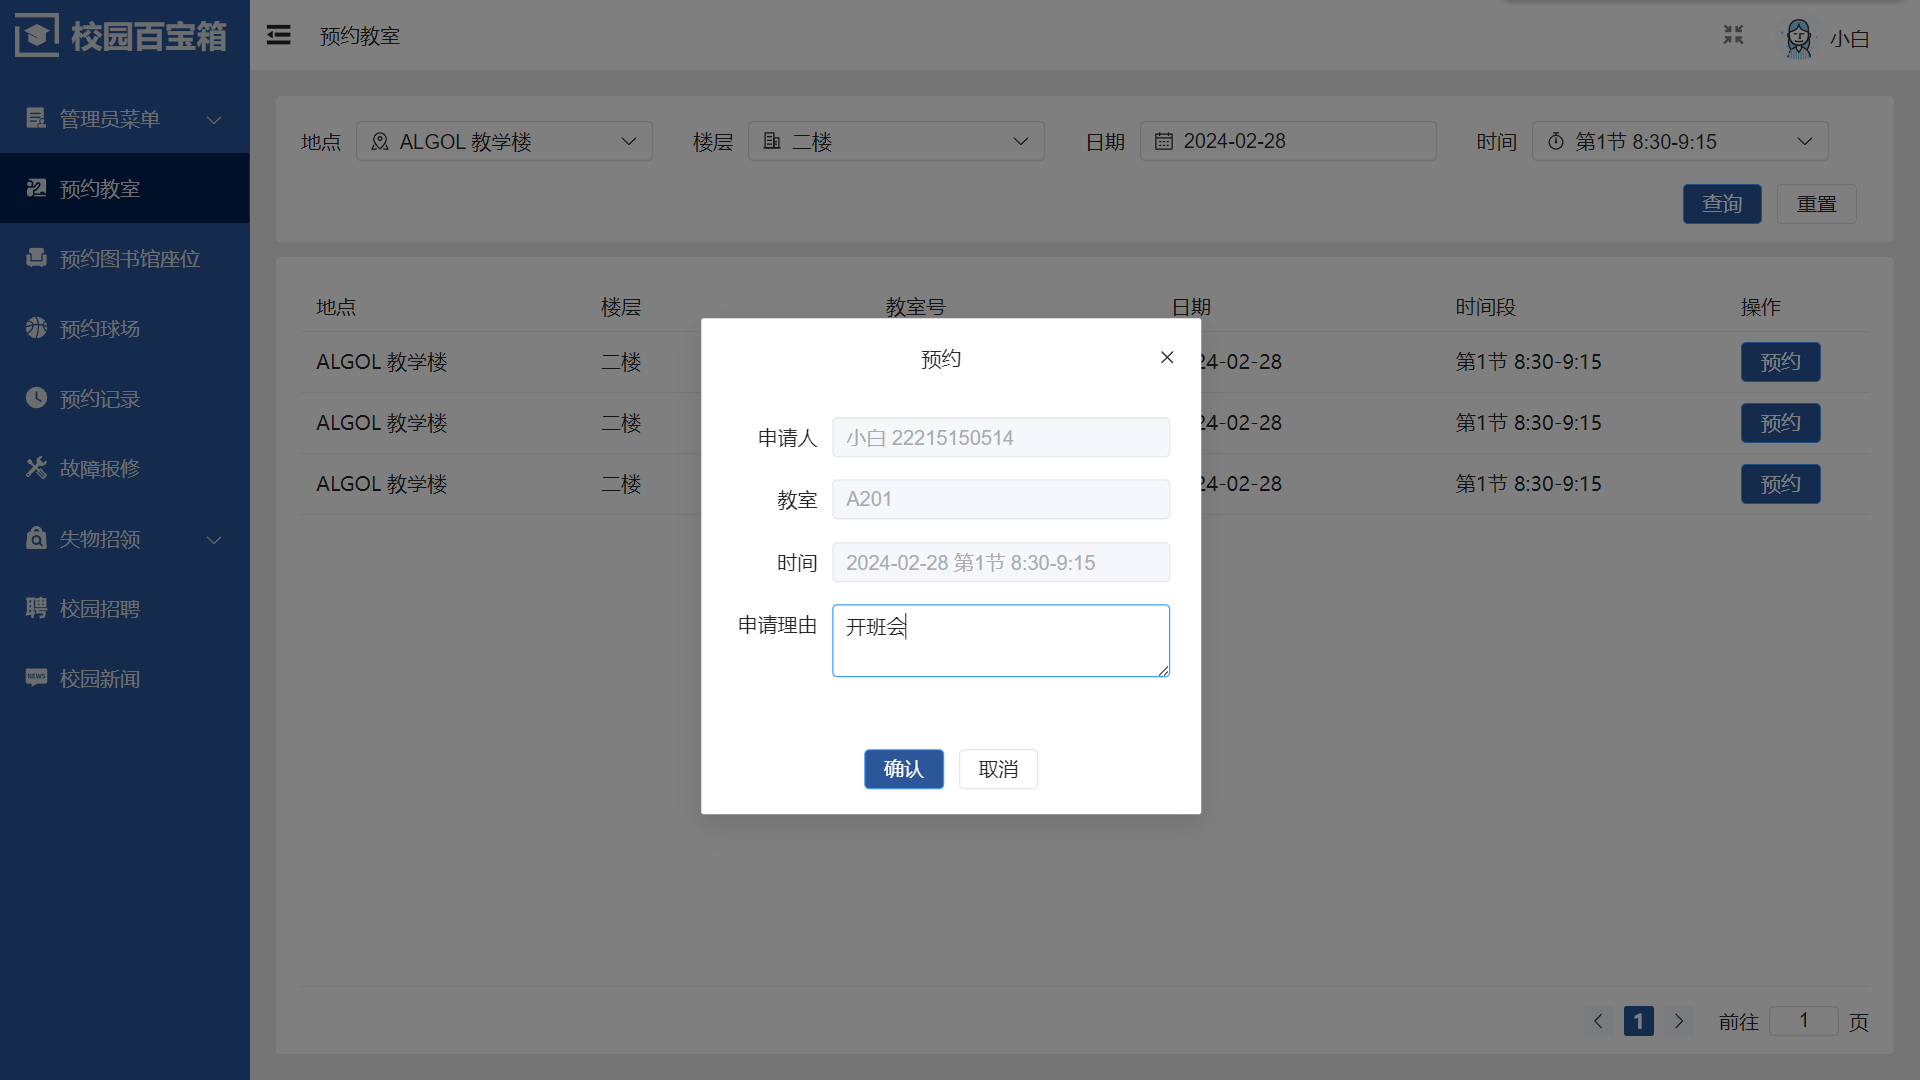 校园百宝箱
预约教室
小白
管理员菜单
预约教室
预约图书馆座位
预约球场
预约记录
故障报修
失物招领
校园招聘
校园新闻
地点 ALGOL 教学楼 楼层 二楼 日期 2024-02-28 时间 第1节 8:30-9:15
查询 重置
地点 楼层 教室号 日期 时间段 操作
ALGOL 教学楼 二楼 24-02-28 第1节 8:30-9:15 预约
ALGOL 教学楼 二楼 24-02-28 第1节 8:30-9:15 预约
ALGOL 教学楼 二楼 24-02-28 第1节 8:30-9:15 预约
预约
申请人 小白 22215150514
教室 A201
时间 2024-02-28 第1节 8:30-9:15
申请理由 开班会
确认 取消
1 前往 1 页